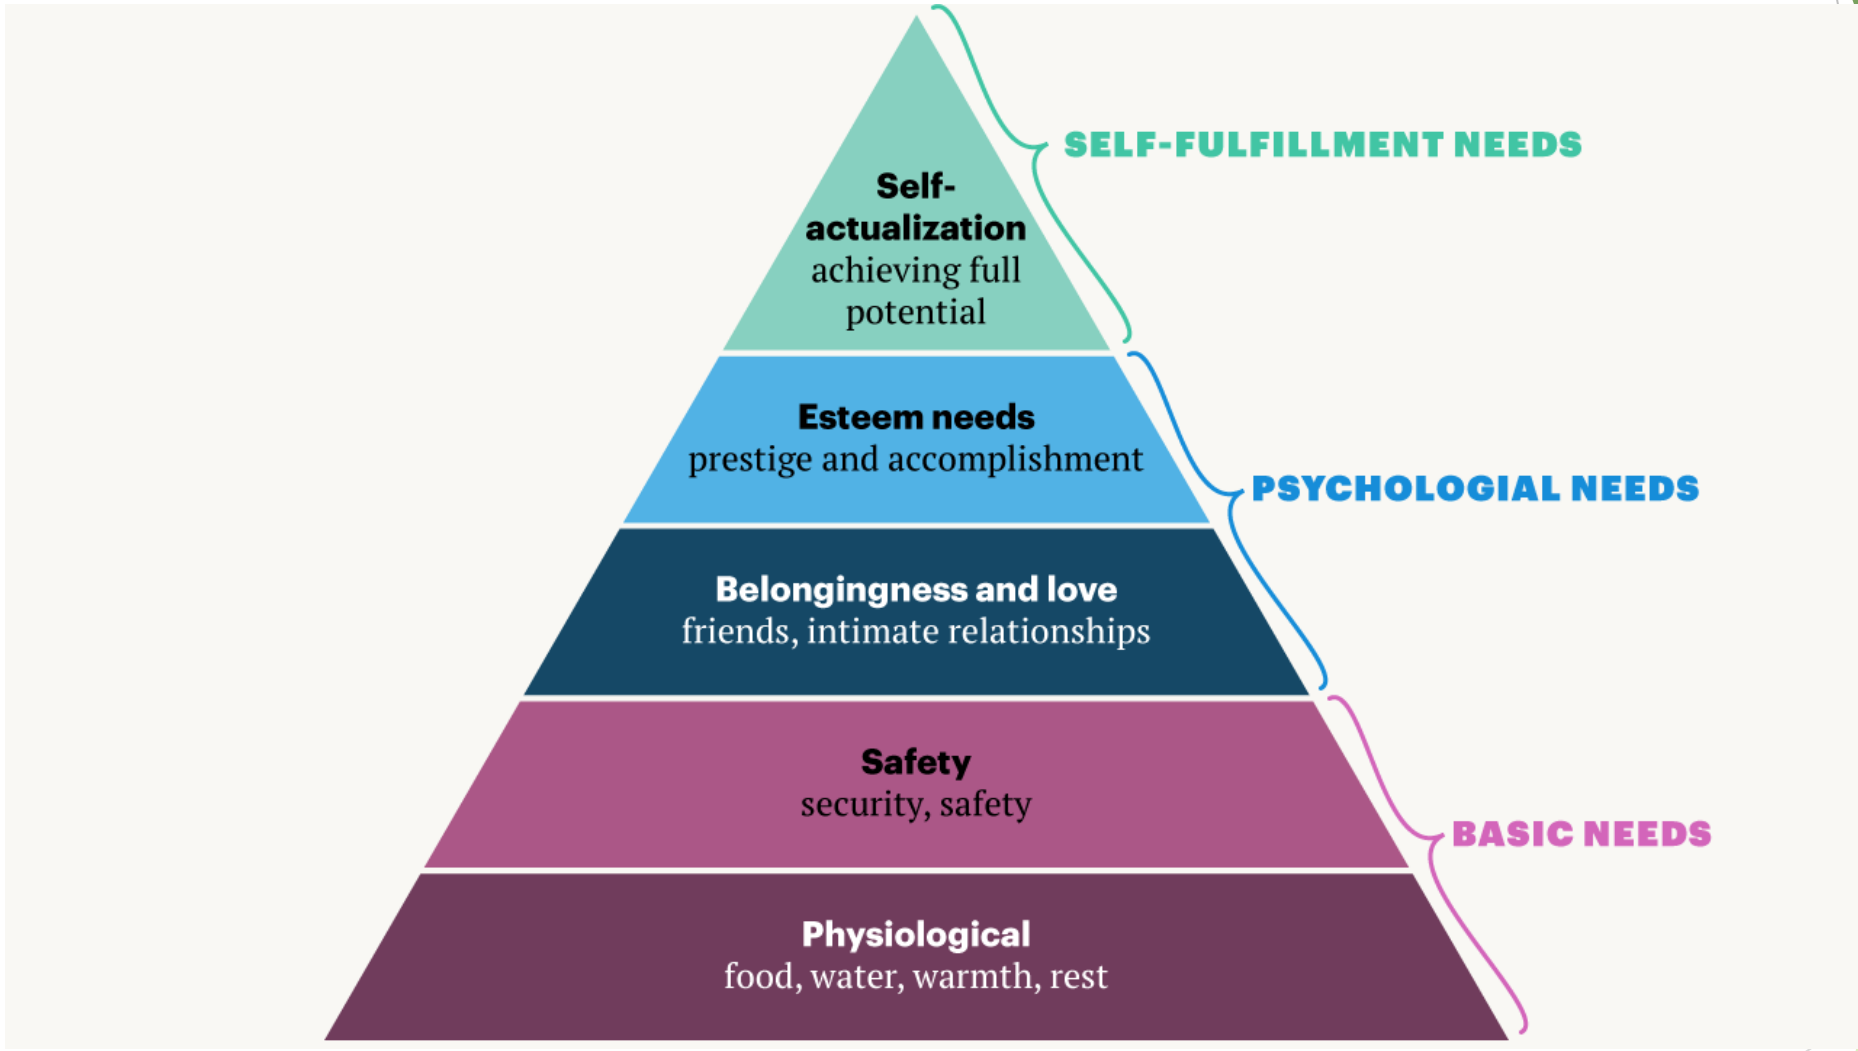 SELF-FULFILLMENT NEEDS
Self-
actualization
achieving full
potential
Esteem needs
prestige and accomplishment
PSYCHOLOGIAL NEEDS
Belongingness and love
friends, intimate relationships
Safety
security, safety
BASIC NEEDS
Physiological
food, water, warmth, rest